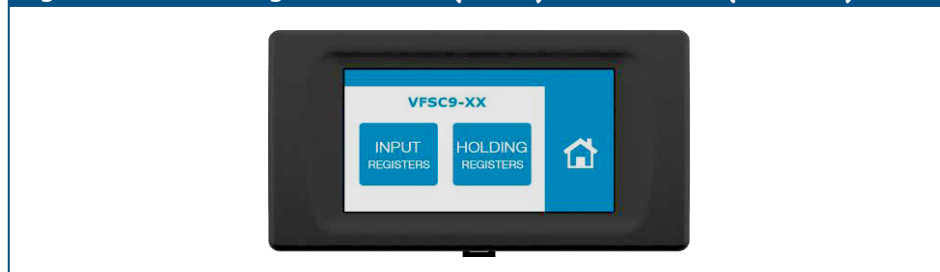 VFSC9-XX
INPUT
REGISTERS
HOLDING
REGISTERS